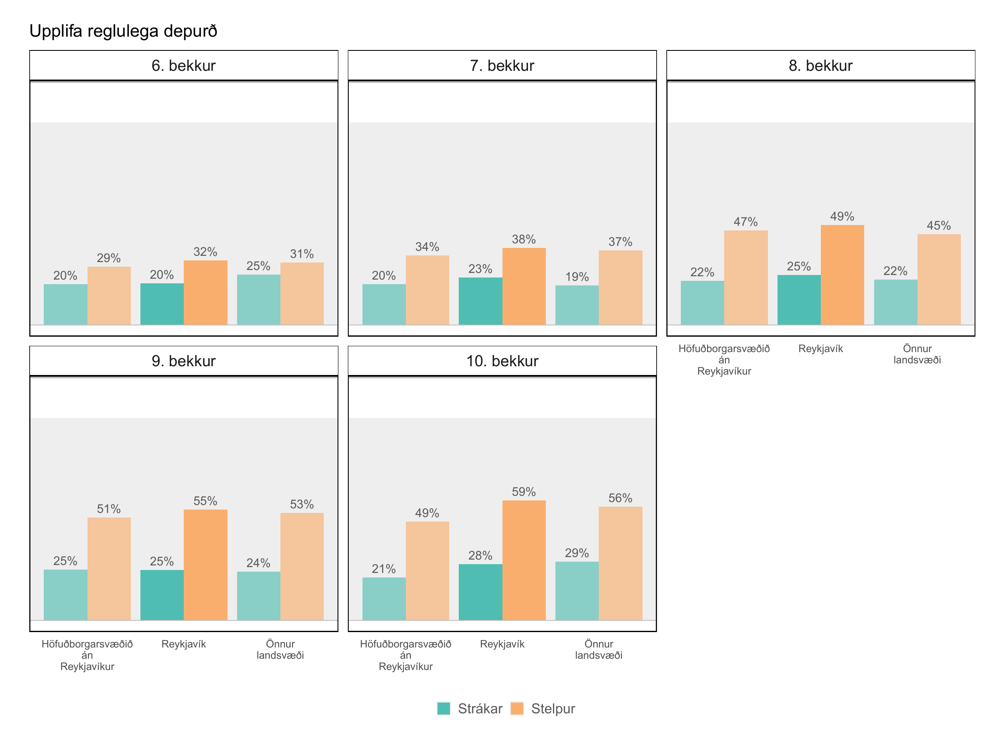 Upplifa reglulega depurð
6. bekkur
7. bekkur
8. bekkur
20%
29%
20%
32%
25%
31%
20%
34%
23%
38%
19%
37%
22%
47%
25%
49%
22%
45%
Höfuðborgarsvæðið
án
Reykjavíkur
Reykjavík
Önnur
landsvæði
9. bekkur
10. bekkur
25%
51%
25%
55%
24%
53%
21%
49%
28%
59%
29%
56%
Höfuðborgarsvæðið
án
Reykjavíkur
Reykjavík
Önnur
landsvæði
Höfuðborgarsvæðið
án
Reykjavíkur
Reykjavík
Önnur
landsvæði
Strákar
Stelpur